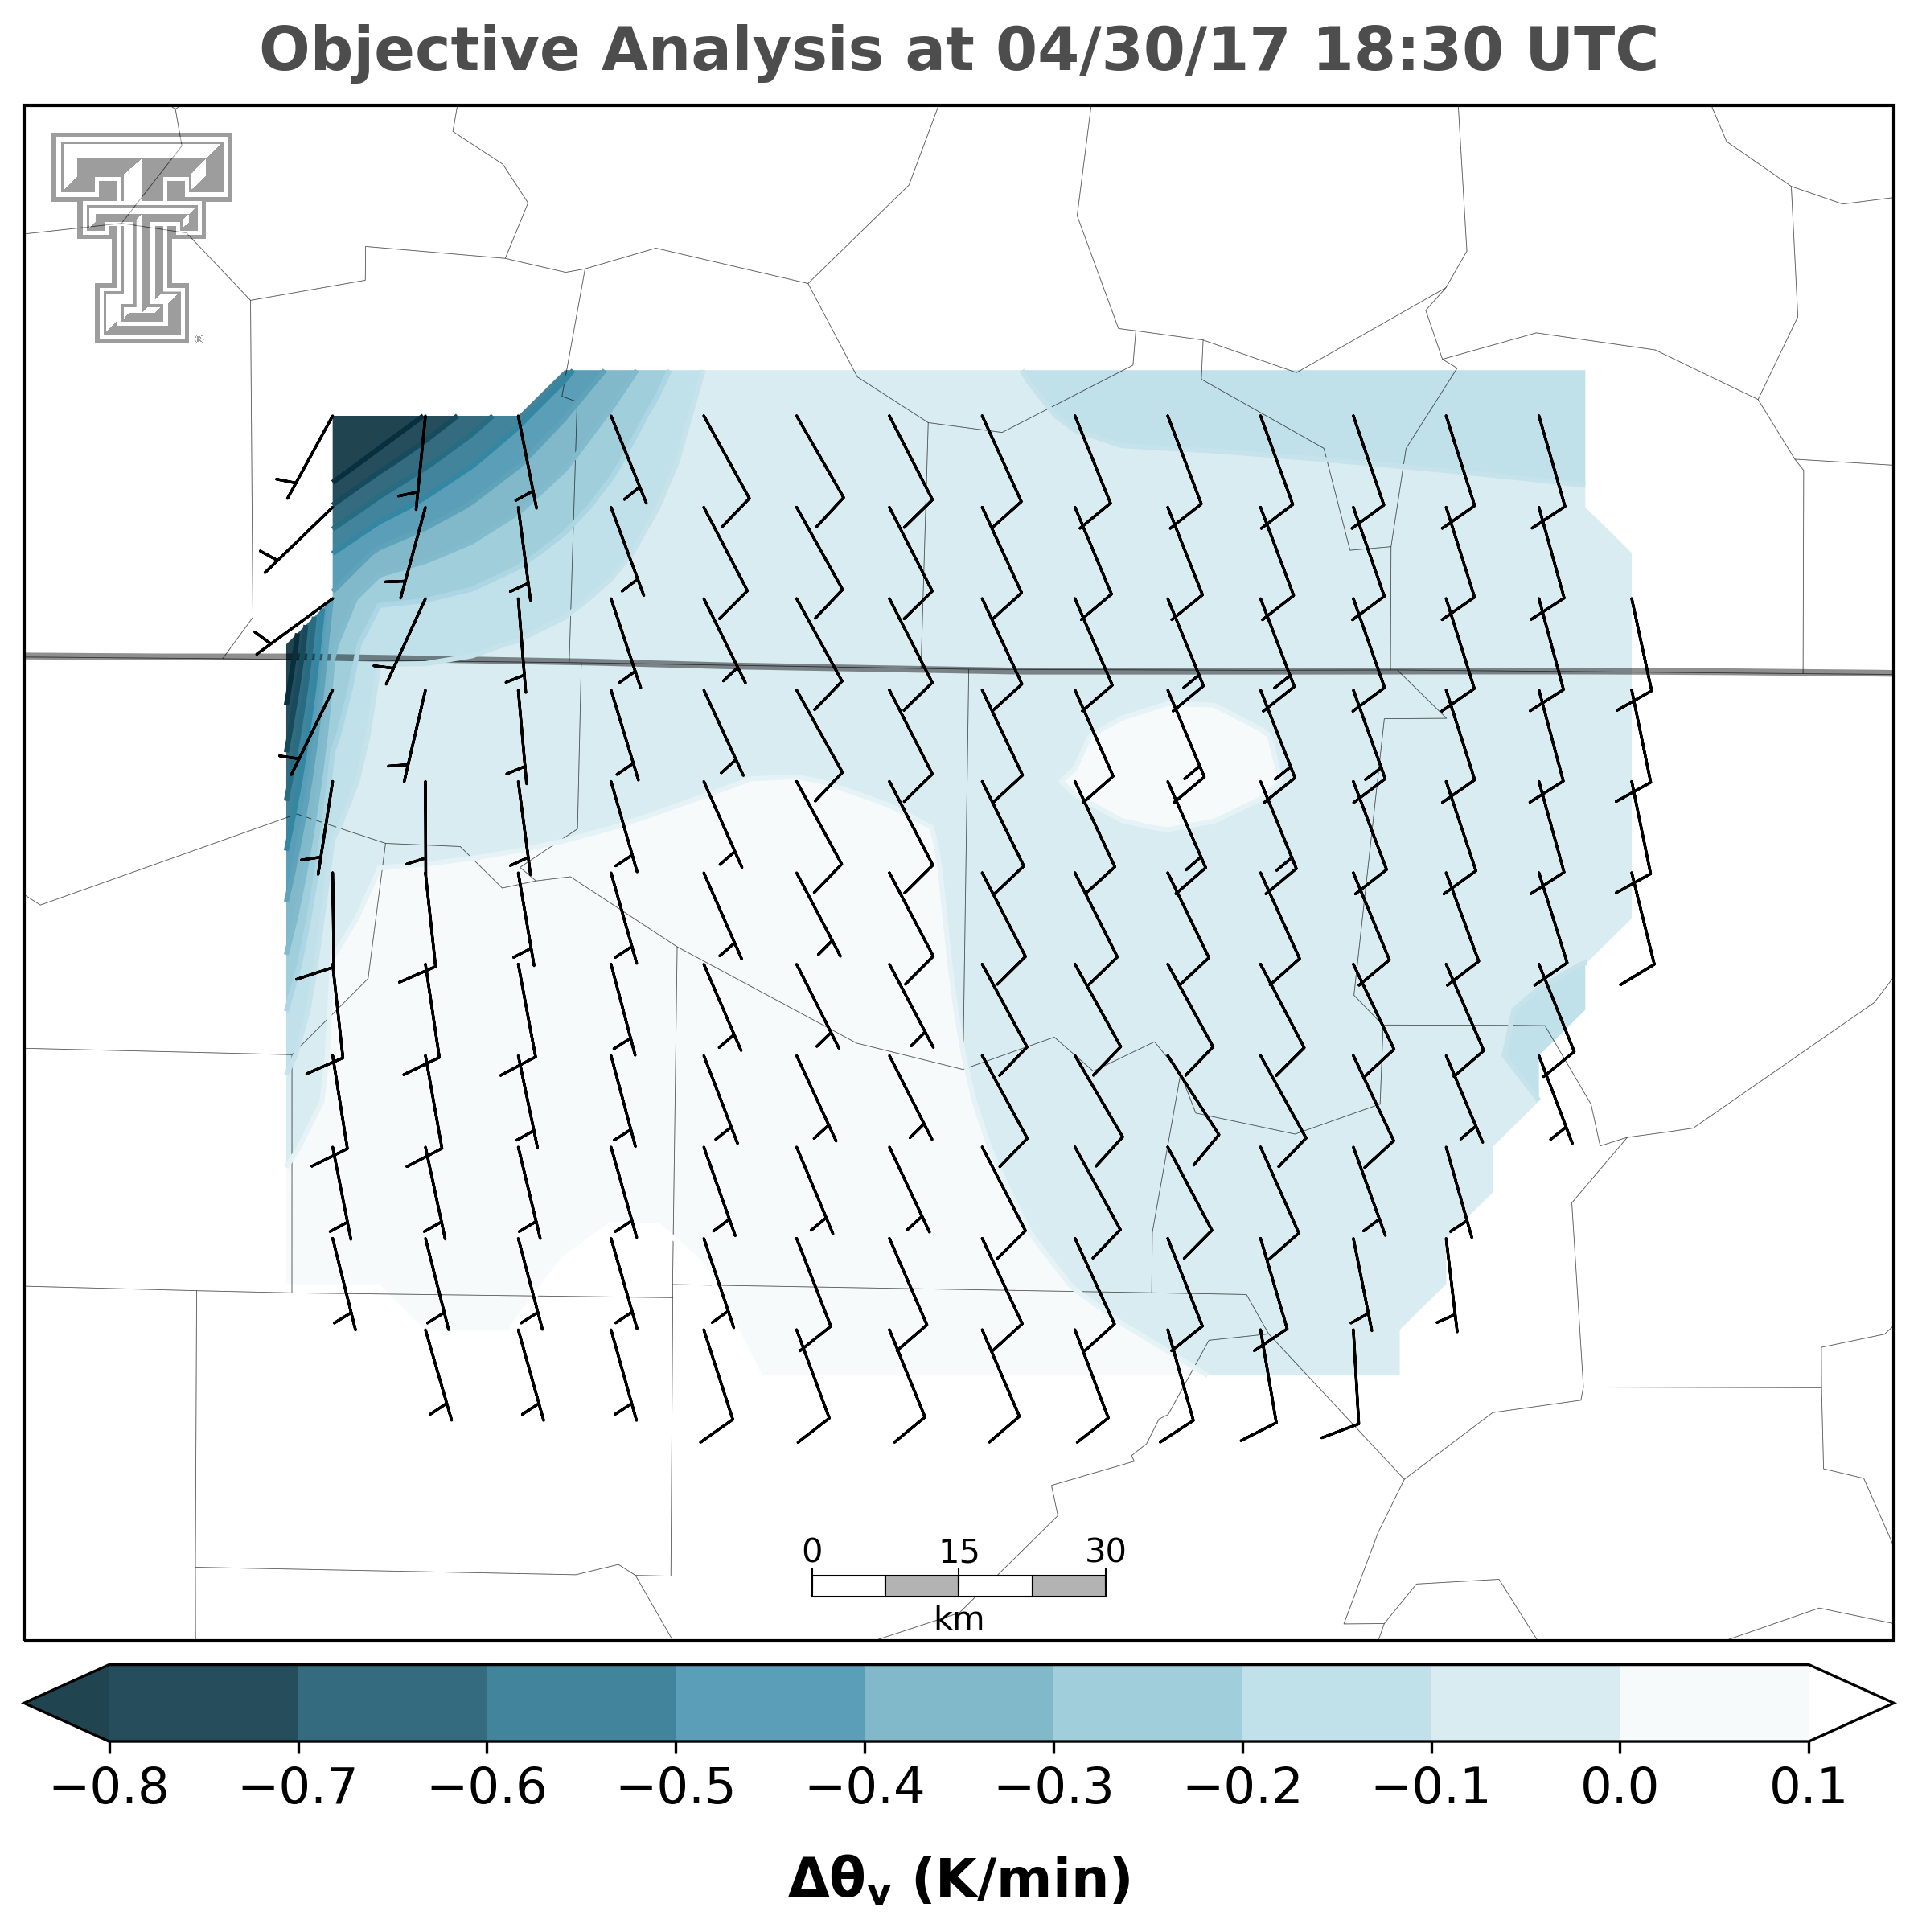 Objective Analysis at 04/30/17 18:30 UTC
®
0 15 30
km
−0.8 −0.7 −0.6 −0.5 −0.4 −0.3 −0.2 −0.1 0.0 0.1
Δθv (K/min)